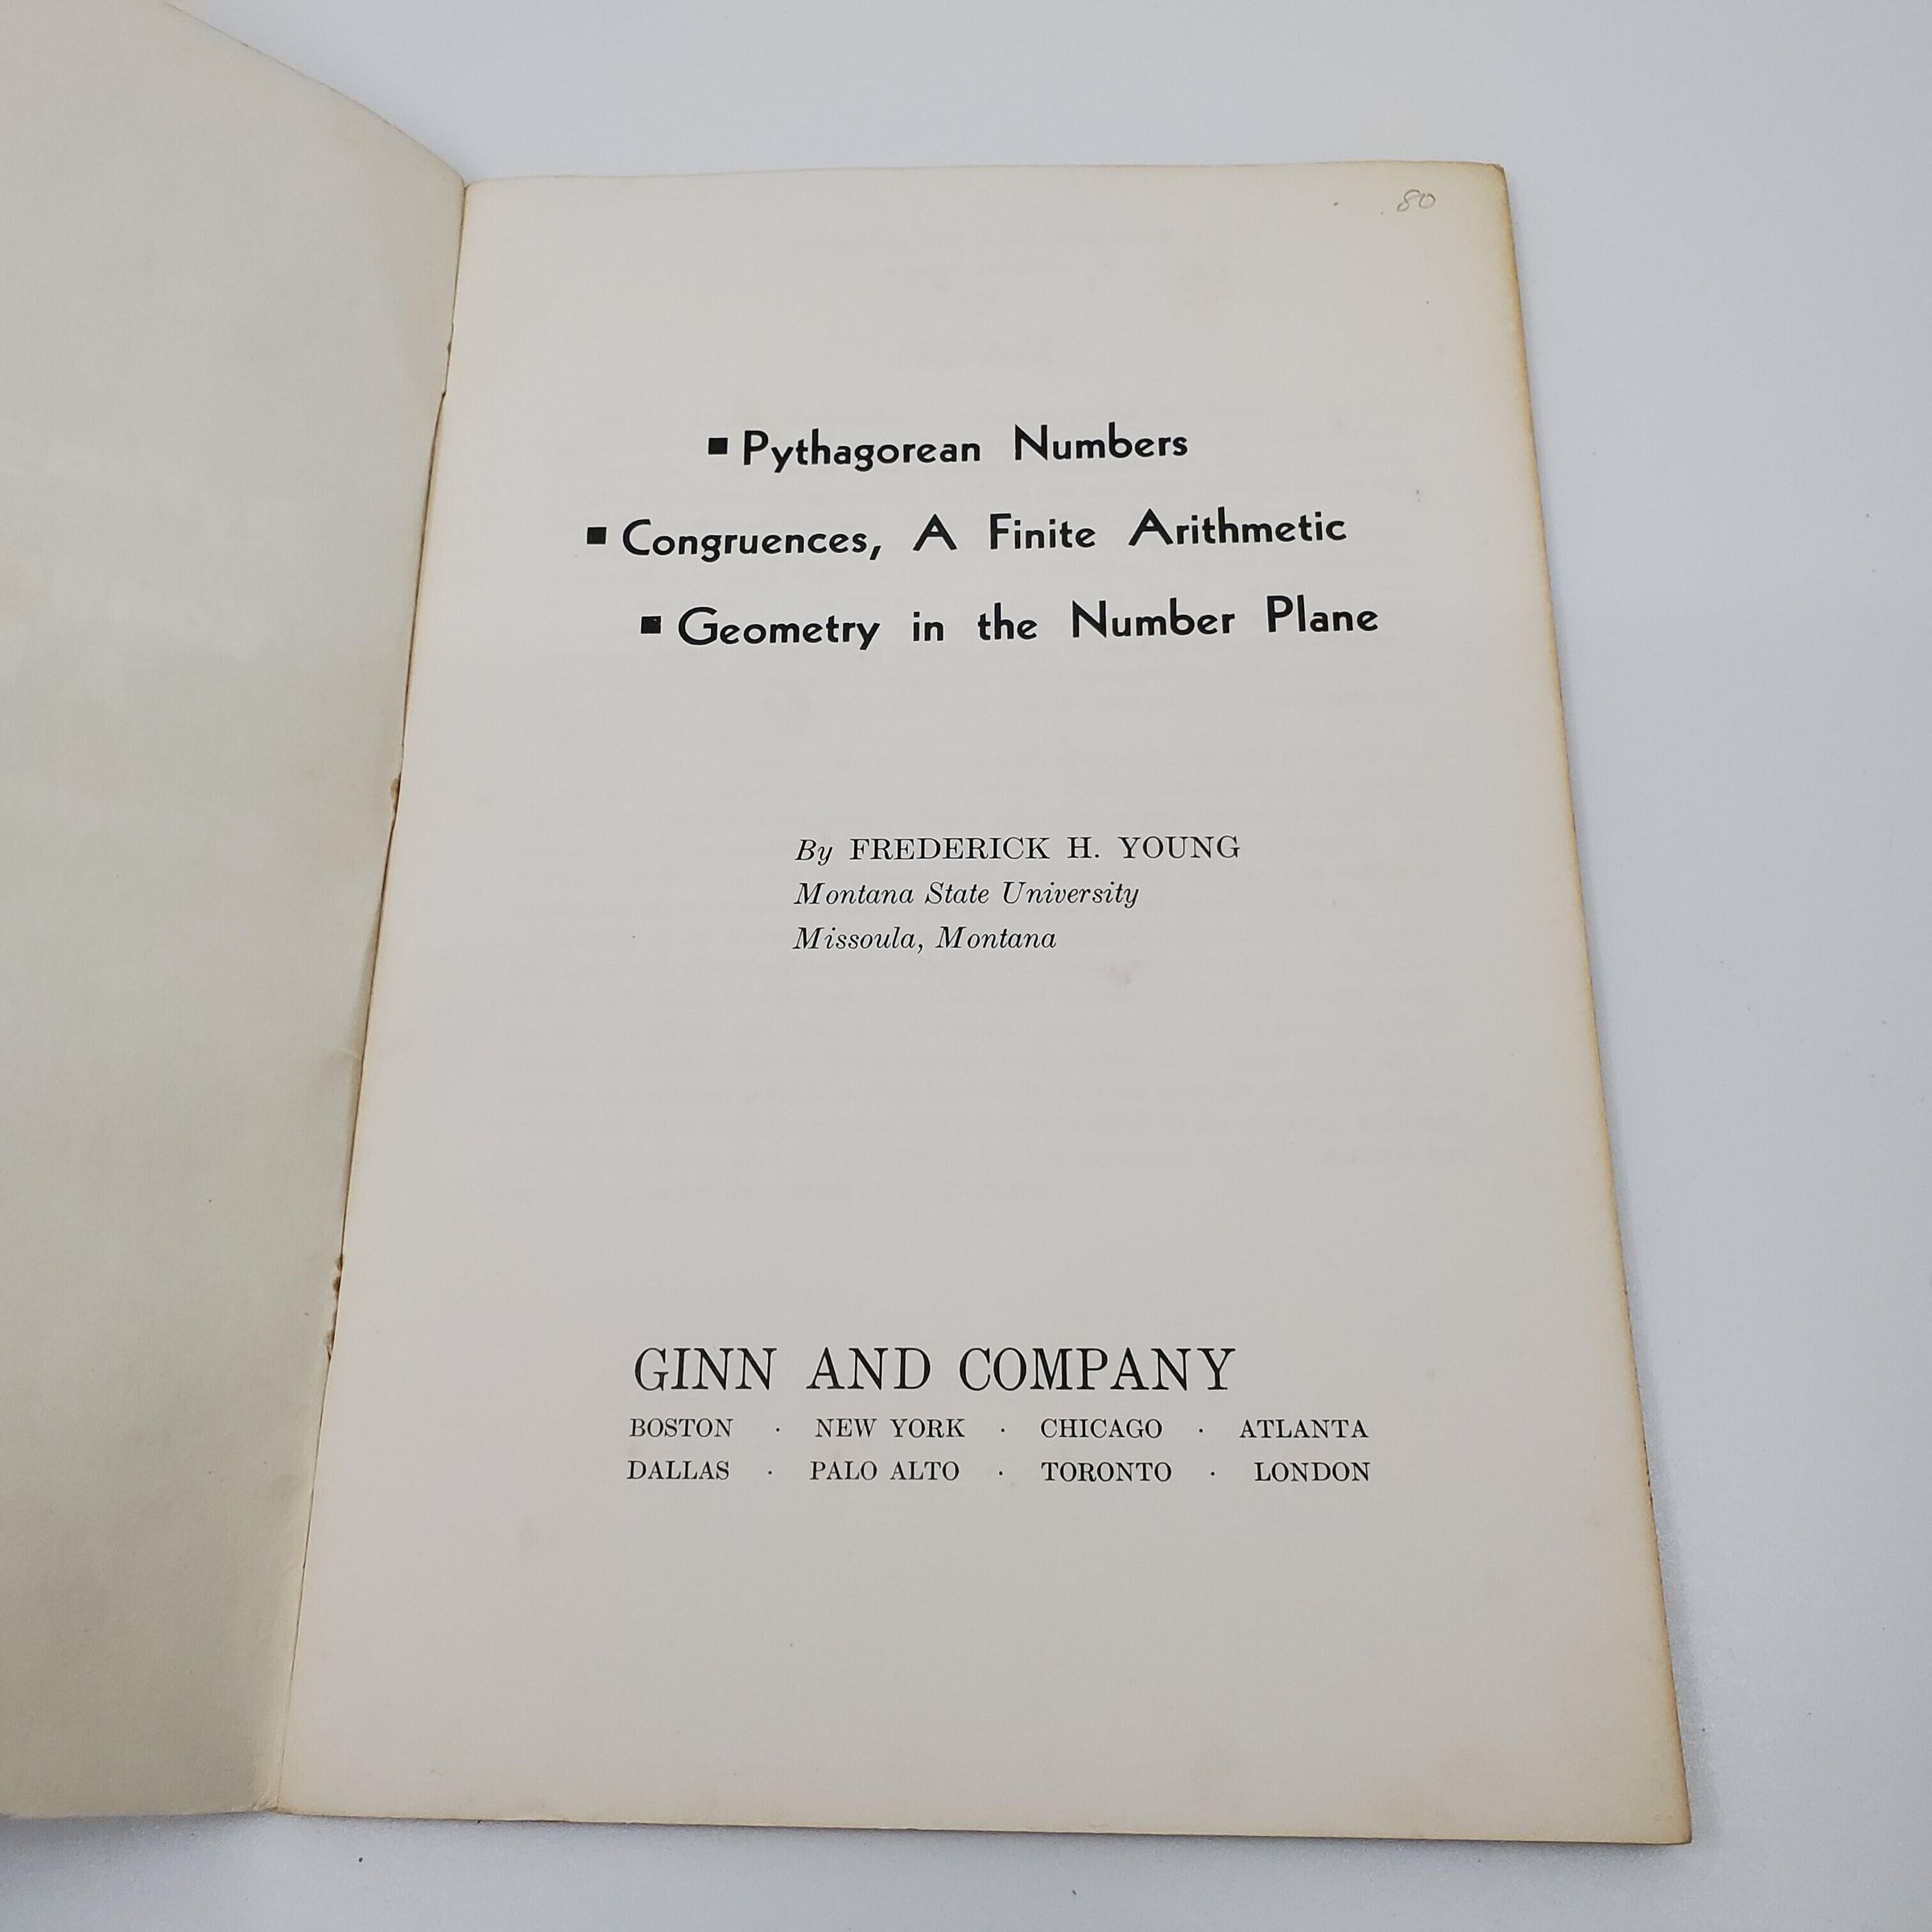 .80
■ Pythagorean Numbers
■ Congruences, A Finite Arithmetic
■ Geometry in the Number Plane
By FREDERICK H. YOUNG
Montana State University
Missoula, Montana
GINN AND COMPANY
BOSTON · NEW YORK · CHICAGO · ATLANTA
DALLAS · PALO ALTO · TORONTO · LONDON